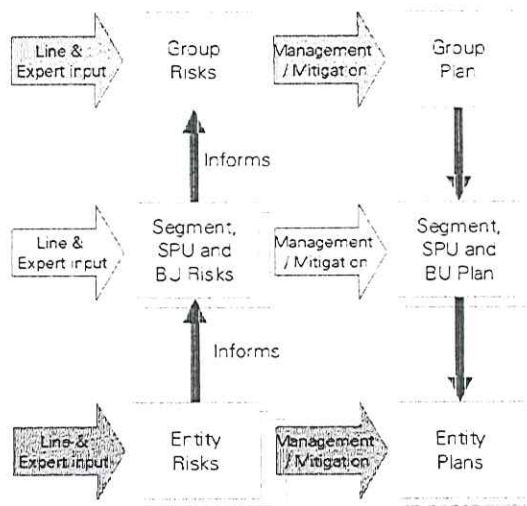 Line &
Expert input
Group
Risks
Management
/ Mitigation
Group
Plan
Informs
Line &
Expert input
Segment,
SPU and
BU Risks
Management
/ Mitigation
Segment,
SPU and
BU Plan
Informs
Line &
Expert input
Entity
Risks
Management
/ Mitigation
Entity
Plans